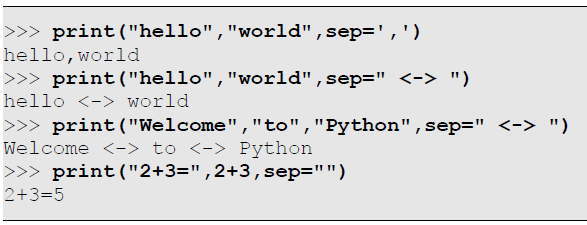 >>> print("hello","world",sep=',')
hello,world
>>> print("hello","world",sep=" <-> ")
hello <-> world
>>> print("Welcome","to","Python",sep=" <-> ")
Welcome <-> to <-> Python
>>> print("2+3=",2+3,sep="")
2+3=5